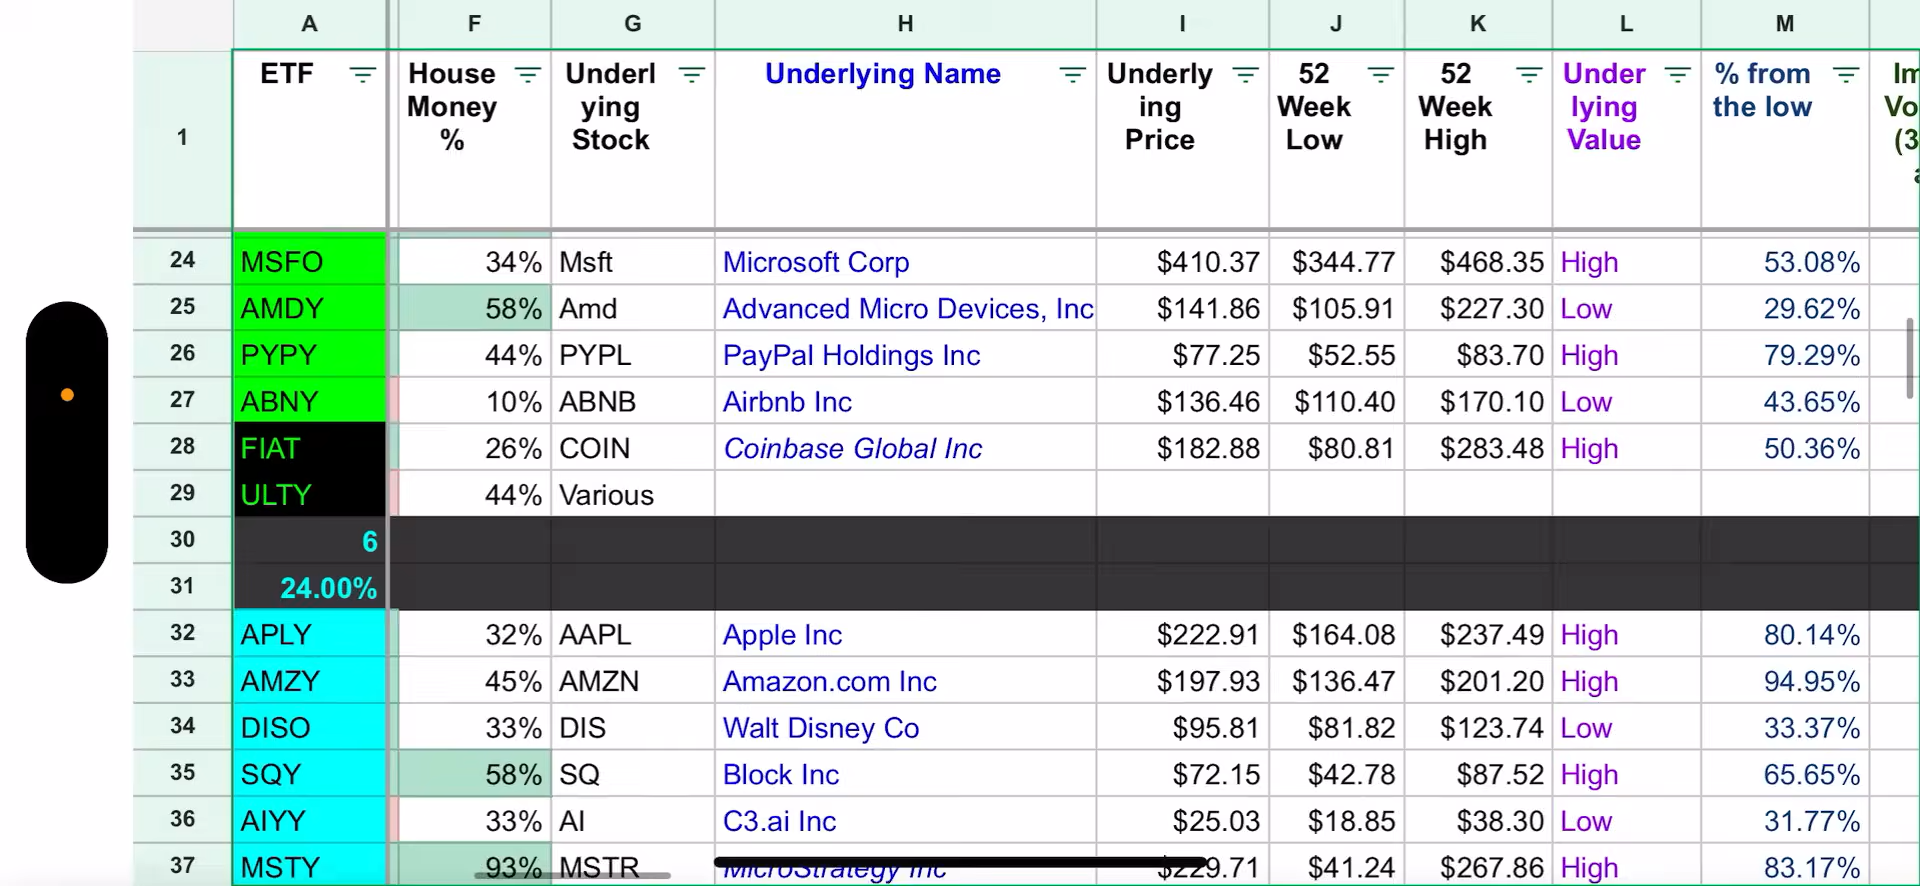 A F G H I J K L M
1 ETF House Money % Underlying Stock Underlying Name Underlying Price 52 Week Low 52 Week High Underlying Value % from the low
24 MSFO 34% Msft Microsoft Corp $410.37 $344.77 $468.35 High 53.08%
25 AMDY 58% Amd Advanced Micro Devices, Inc $141.86 $105.91 $227.30 Low 29.62%
26 PYPY 44% PYPL PayPal Holdings Inc $77.25 $52.55 $83.70 High 79.29%
27 ABNY 10% ABNB Airbnb Inc $136.46 $110.40 $170.10 Low 43.65%
28 FIAT 26% COIN Coinbase Global Inc $182.88 $80.81 $283.48 High 50.36%
29 ULTY 44% Various
30 6
31 24.00%
32 APLY 32% AAPL Apple Inc $222.91 $164.08 $237.49 High 80.14%
33 AMZY 45% AMZN Amazon.com Inc $197.93 $136.47 $201.20 High 94.95%
34 DISO 33% DIS Walt Disney Co $95.81 $81.82 $123.74 Low 33.37%
35 SQY 58% SQ Block Inc $72.15 $42.78 $87.52 High 65.65%
36 AIYY 33% AI C3.ai Inc $25.03 $18.85 $38.30 Low 31.77%
37 MSTY 93% MSTR MicroStrategy Inc $229.71 $41.24 $267.86 High 83.17%